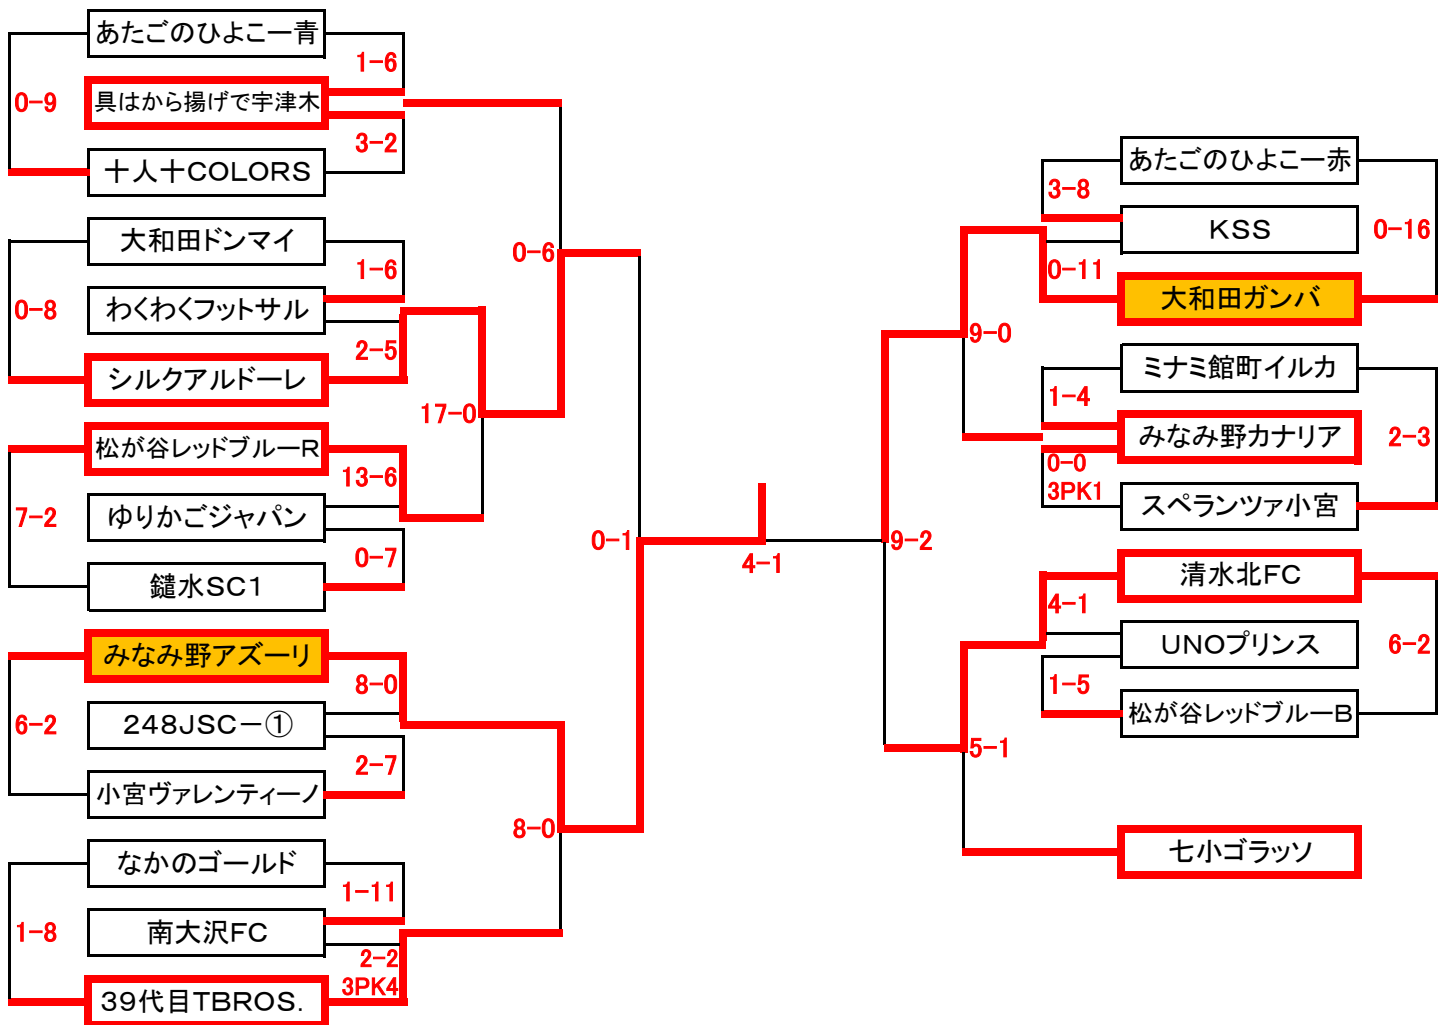 あたごのひよこー青
1-6
0-9
具はから揚げで宇津木
3-2
十人十COLORS
大和田ドンマイ
1-6
0-8
わくわくフットサル
2-5
シルクアルドーレ
0-6
17-0
松が谷レッドブルーR
13-6
7-2
ゆりかごジャパン
0-7
鑓水SC1
0-1
4-1
みなみ野アズーリ
8-0
6-2
248JSC－①
2-7
小宮ヴァレンティーノ
8-0
なかのゴールド
1-11
1-8
南大沢FC
2-2
3PK4
39代目TBROS.
あたごのひよこー赤
3-8
KSS
0-16
0-11
大和田ガンバ
9-0
ミナミ館町イルカ
1-4
みなみ野カナリア
2-3
0-0
3PK1
スペランツァ小宮
9-2
清水北FC
4-1
UNOプリンス
6-2
1-5
松が谷レッドブルーB
5-1
七小ゴラッソ